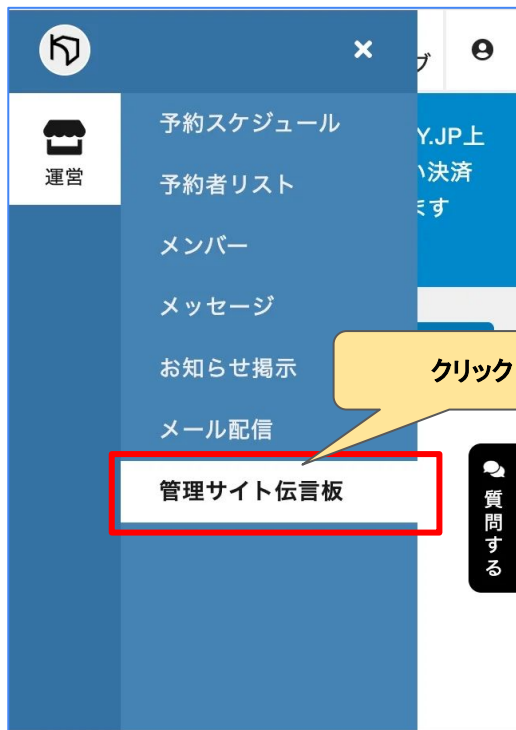 ブ
運営
予約スケジュール
予約者リスト
メンバー
メッセージ
お知らせ掲示
メール配信
管理サイト伝言板
Y.JP上
い決済
ます
クリック
質問する